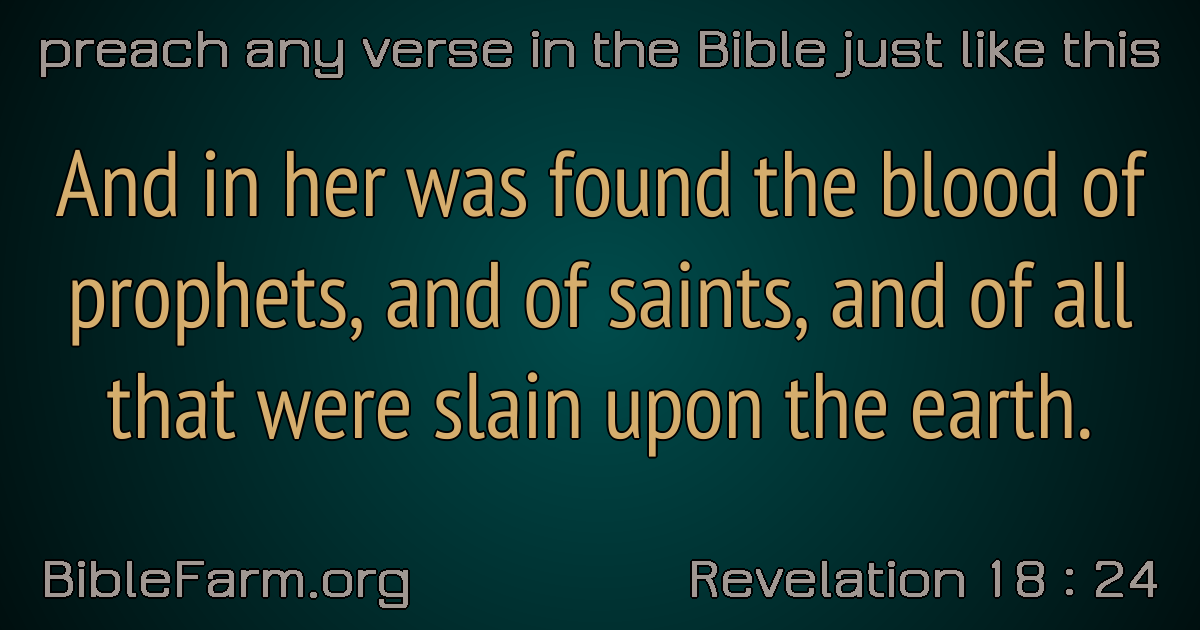 preach any verse in the Bible just like this
And in her was found the blood of
prophets, and of saints, and of all
that were slain upon the earth.
BibleFarm.org
Revelation 18 : 24